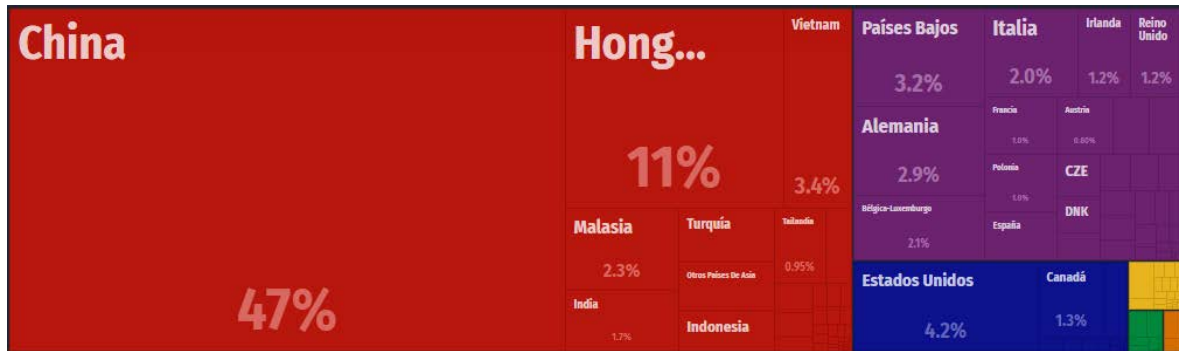 China
47%
Hong...
11%
Vietnam
3.4%
Malasia
2.3%
India
1.7%
Turquía
Otros Países De Asia
Indonesia
Tailandia
0.95%
Países Bajos
3.2%
Alemania
2.9%
Bélgica-Luxemburgo
2.1%
Italia
2.0%
Irlanda
1.2%
Reino
Unido
1.2%
Francia
1.0%
Austria
0.80%
Polonia
1.0%
CZE
España
DNK
Estados Unidos
4.2%
Canadá
1.3%